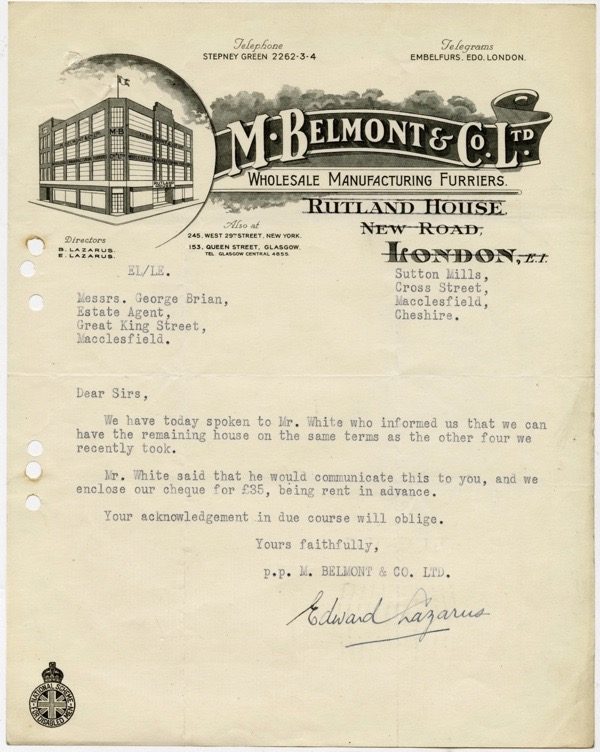 Telephone
STEPNEY GREEN 2262-3-4
Telegrams
EMBELFURS, EDO, LONDON.
M·B
M. BELMONT & CO. LTD
WHOLESALE MANUFACTURING FURRIERS.
RUTLAND HOUSE,
NEW ROAD,
LONDON, E.1.
Also at
245, WEST 29TH STREET, NEW YORK.
153, QUEEN STREET, GLASGOW.
TEL GLASGOW CENTRAL 4855.
Directors
B. LAZARUS.
E. LAZARUS.
EL/LE.
Sutton Mills,
Cross Street,
Macclesfield,
Cheshire.
Messrs. George Brian,
Estate Agent,
Great King Street,
Macclesfield.
Dear Sirs,
We have today spoken to Mr. White who informed us that we can
have the remaining house on the same terms as the other four we
recently took.
Mr. White said that he would communicate this to you, and we
enclose our cheque for £35, being rent in advance.
Your acknowledgement in due course will oblige.
Yours faithfully,
p.p. M. BELMONT & CO. LTD.
Edward Lazarus
NATIONAL SCHEME
FOR DISABLED MEN